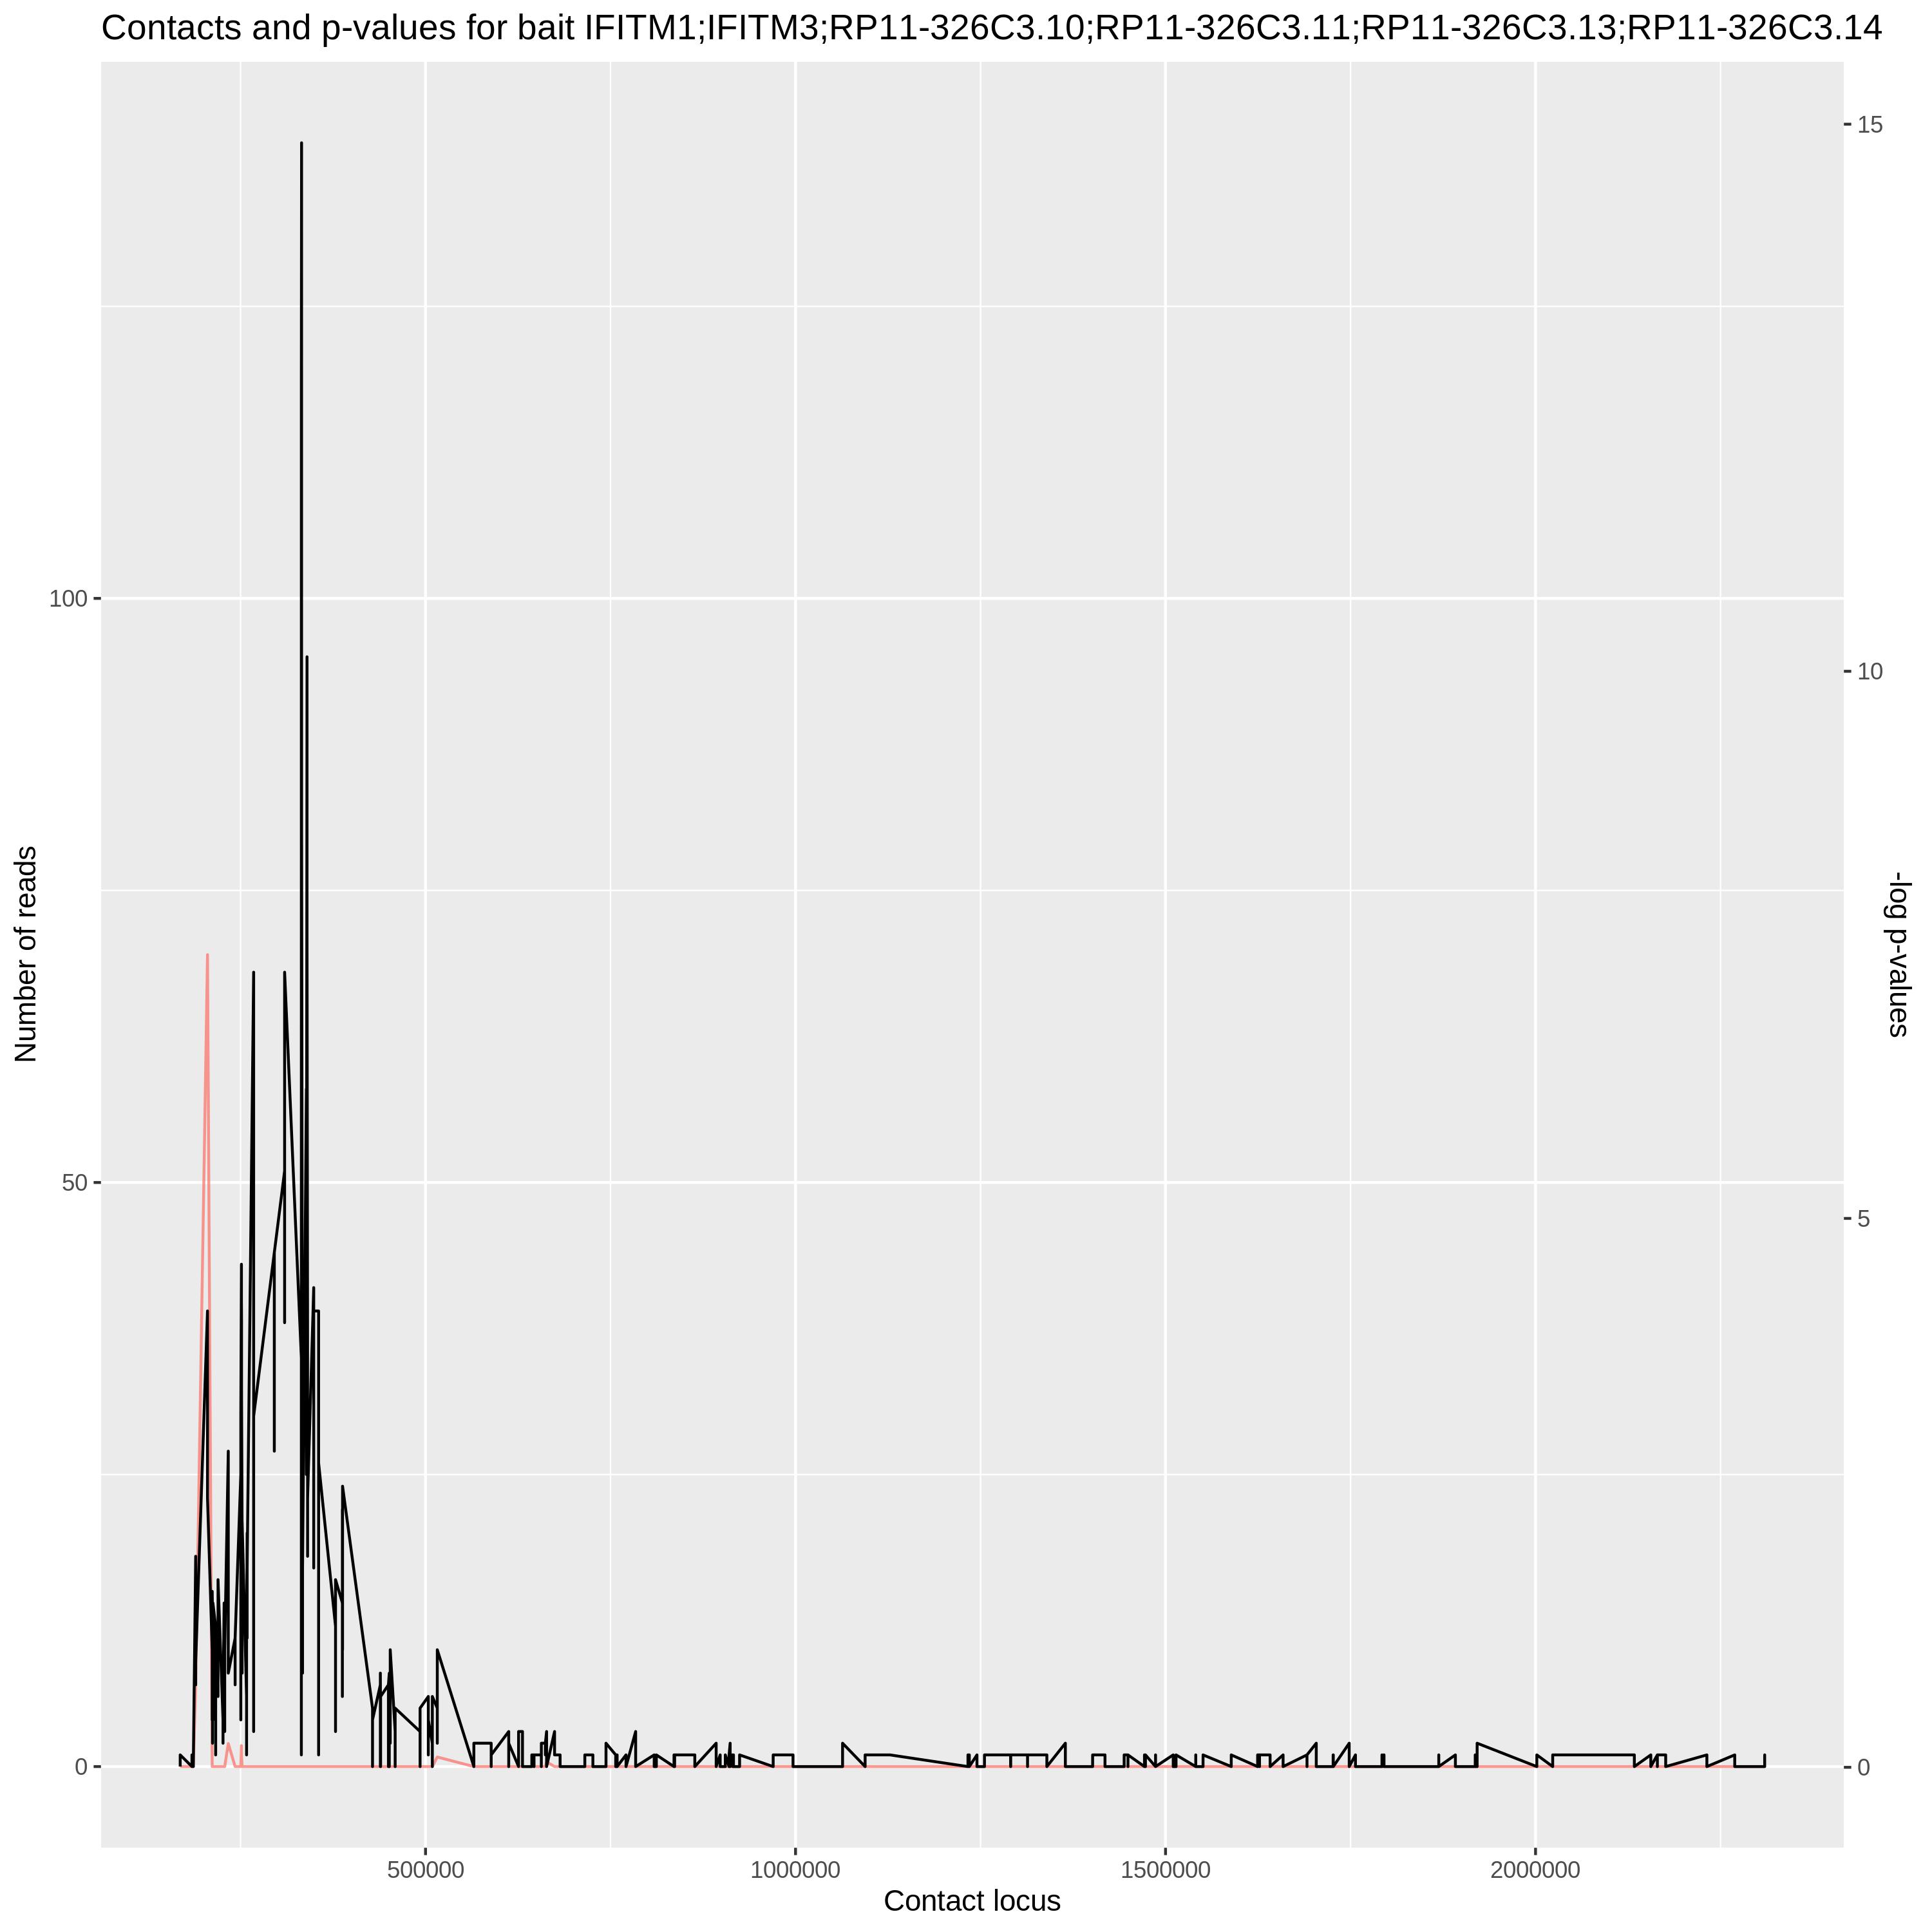 Contacts and p-values for bait IFITM1;IFITM3;RP11-326C3.10;RP11-326C3.11;RP11-326C3.13;RP11-326C3.14
15
100
10
Number of reads
-log p-values
50
5
0
0
500000
1000000
1500000
2000000
Contact locus